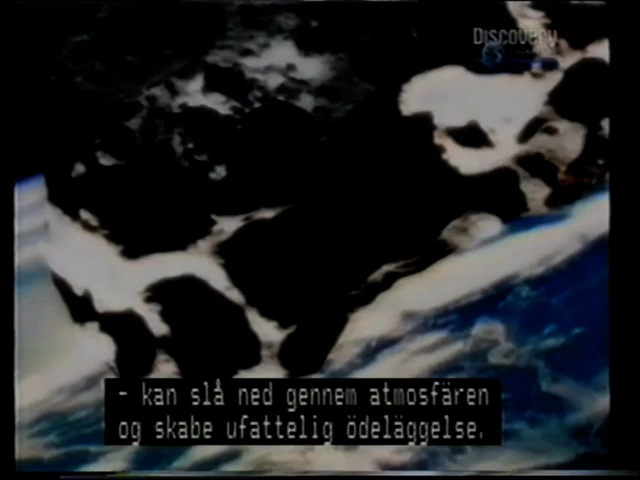 Discovery
- kan slå ned gennem atmosfären
og skabe ufattelig ödeläggelse.